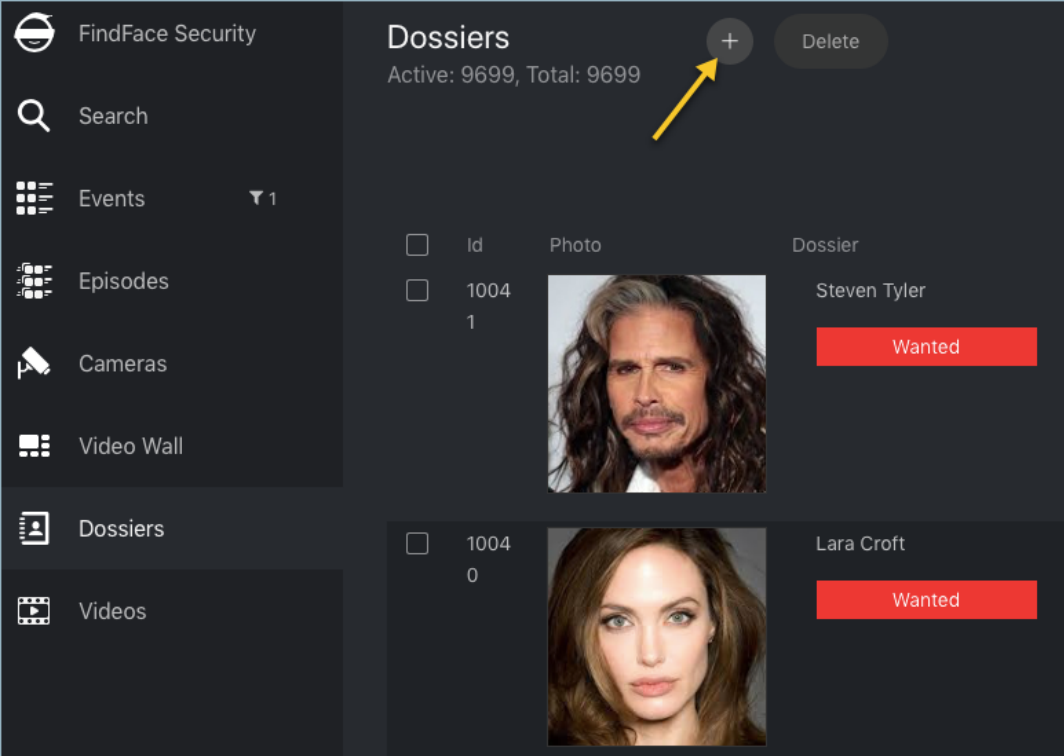 FindFace Security
Search
Events
1
Episodes
Cameras
Video Wall
Dossiers
Videos
Dossiers
Active: 9699, Total: 9699
+
Delete
Id Photo Dossier
1004
1
Steven Tyler
Wanted
1004
0
Lara Croft
Wanted